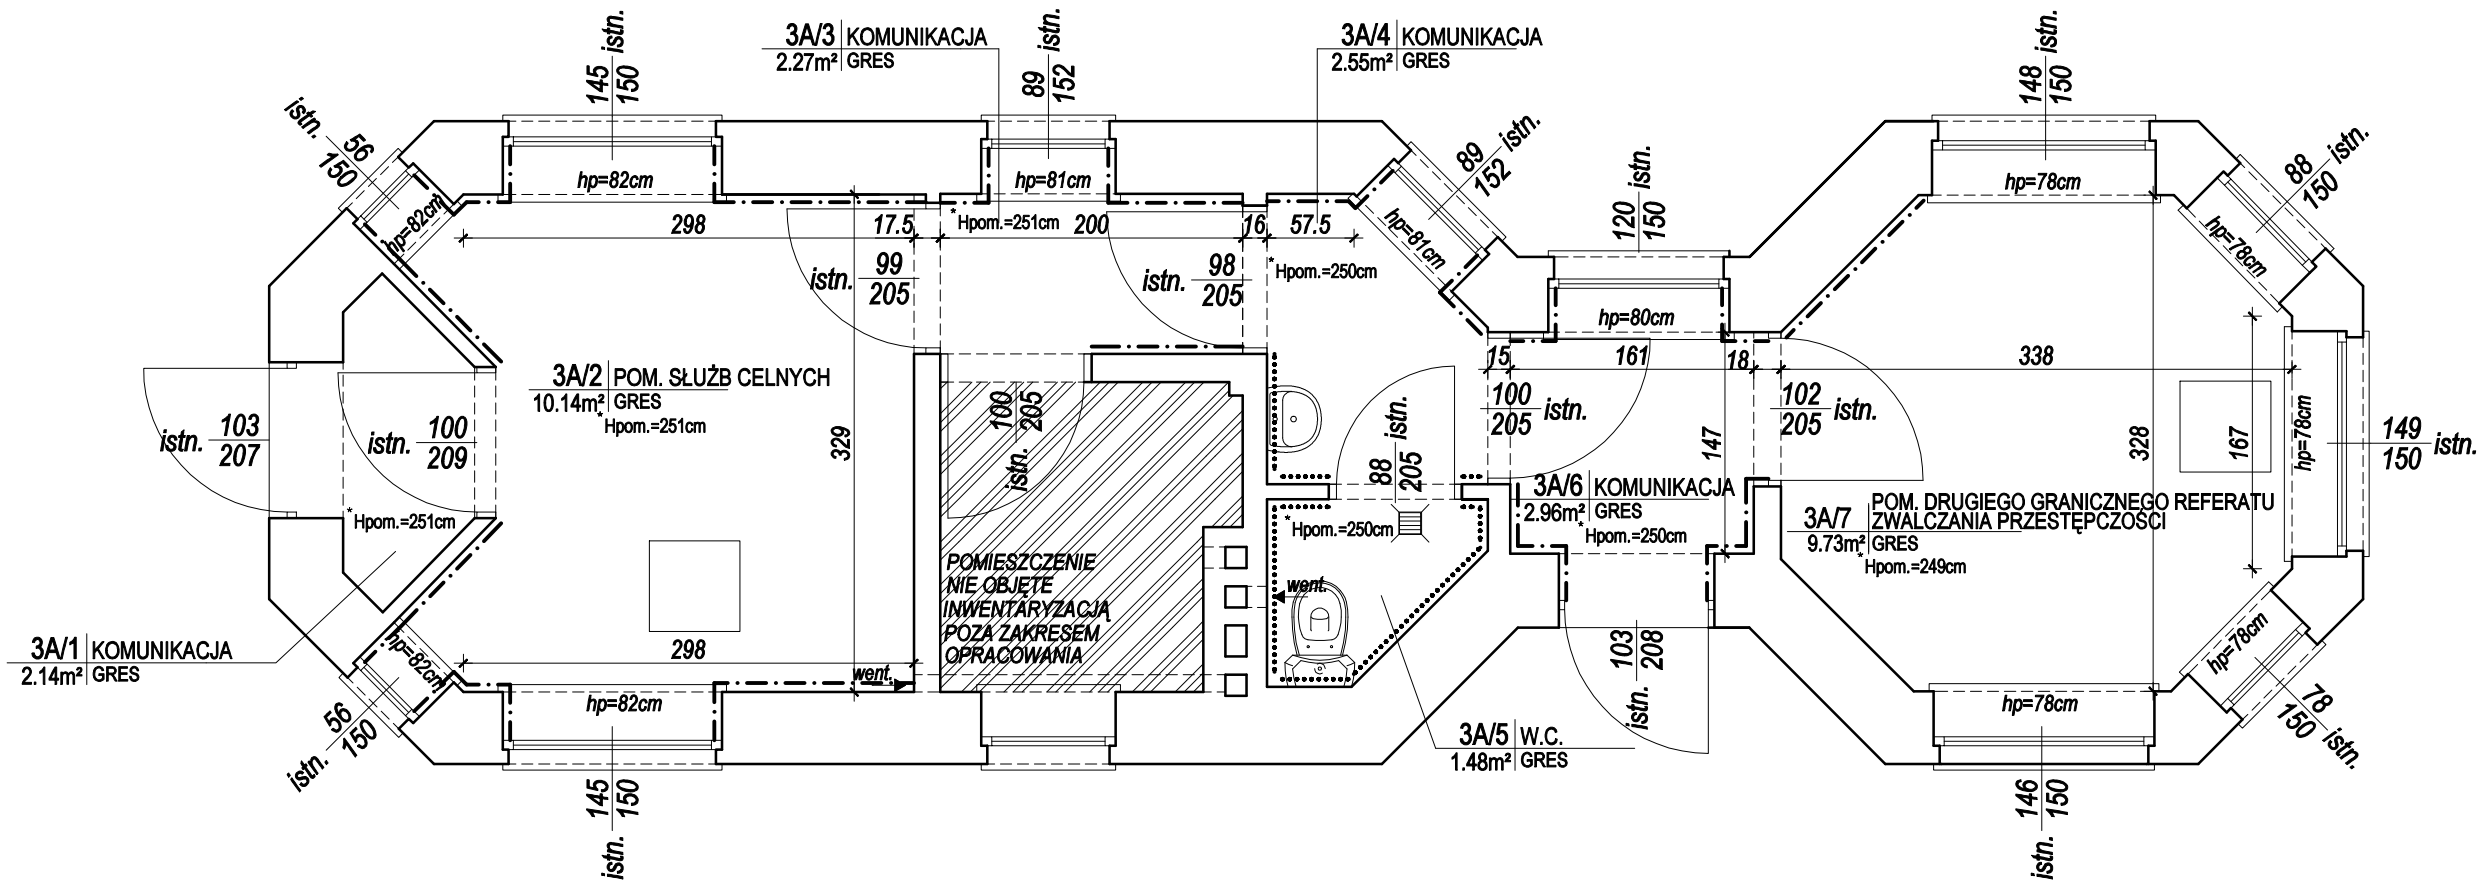 3A/3 KOMUNIKACJA
2.27m² GRES
3A/4 KOMUNIKACJA
2.55m² GRES
145
150
istn.
89
152
istn.
148
150
istn.
istn.
56
150
89
152
istn.
120
150
istn.
88
150
istn.
hp=82cm
hp=82cm
hp=81cm
hp=81cm
hp=80cm
hp=78cm
hp=78cm
298
17.5
*Hpom.=251cm
200
16
57.5
*Hpom.=250cm
istn. 99
205
istn. 98
205
15
161
18
338
3A/2 POM. SŁUŻB CELNYCH
10.14m² GRES
*Hpom.=251cm
istn. 103
207
istn. 100
209
329
100
205
istn.
88
205
istn.
100
205 istn.
147
102
205 istn.
328
167
hp=78cm
149
150 istn.
*Hpom.=251cm
*Hpom.=250cm
3A/6 KOMUNIKACJA
2.96m² GRES
*Hpom.=250cm
3A/7 POM. DRUGIEGO GRANICZNEGO REFERATU
ZWALCZANIA PRZESTĘPCZOŚCI
9.73m² GRES
*Hpom.=249cm
POMIESZCZENIE
NIE OBJĘTE
INWENTARYZACJĄ
POZA ZAKRESEM
OPRACOWANIA
went.
went.
3A/1 KOMUNIKACJA
2.14m² GRES
298
hp=82cm
hp=82cm
103
208
istn.
hp=78cm
hp=78cm
istn.
56
150
3A/5 W.C.
1.48m² GRES
78
150
istn.
145
150
istn.
146
150
istn.